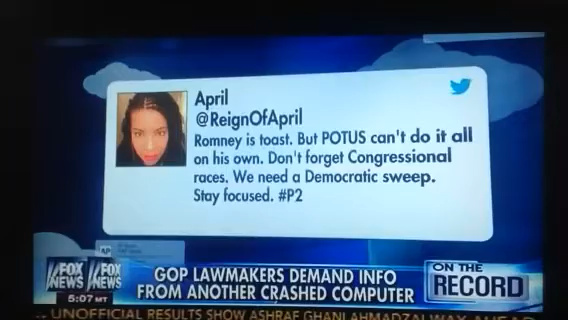 April
@ReignOfApril
Romney is toast. But POTUS can't do it all
on his own. Don't forget Congressional
races. We need a Democratic sweep.
Stay focused. #P2
GOP LAWMAKERS DEMAND INFO
FROM ANOTHER CRASHED COMPUTER
ON THE
RECORD
FOX
NEWS
FOX
NEWS
5:07 MT
UNOFFICIAL RESULTS SHOW ASHRAF GHANI AHMADZAI WAY